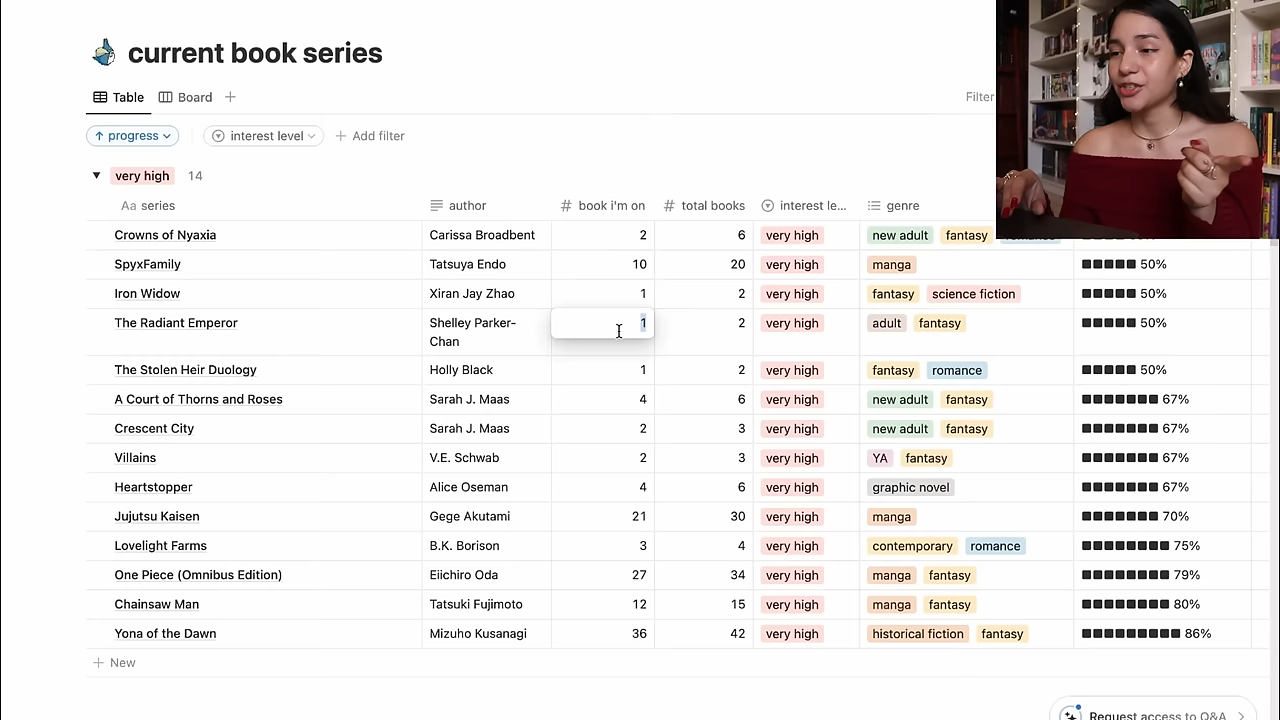 current book series
Table Board
Filter
↑ progress interest level + Add filter
very high 14
Aa series author # book i'm on # total books interest le... genre
Crowns of Nyaxia Carissa Broadbent 2 6 very high new adult fantasy
SpyxFamily Tatsuya Endo 10 20 very high manga 50%
Iron Widow Xiran Jay Zhao 1 2 very high fantasy science fiction 50%
The Radiant Emperor Shelley Parker-
Chan 1 2 very high adult fantasy 50%
The Stolen Heir Duology Holly Black 1 2 very high fantasy romance 50%
A Court of Thorns and Roses Sarah J. Maas 4 6 very high new adult fantasy 67%
Crescent City Sarah J. Maas 2 3 very high new adult fantasy 67%
Villains V.E. Schwab 2 3 very high YA fantasy 67%
Heartstopper Alice Oseman 4 6 very high graphic novel 67%
Jujutsu Kaisen Gege Akutami 21 30 very high manga 70%
Lovelight Farms B.K. Borison 3 4 very high contemporary romance 75%
One Piece (Omnibus Edition) Eiichiro Oda 27 34 very high manga fantasy 79%
Chainsaw Man Tatsuki Fujimoto 12 15 very high manga fantasy 80%
Yona of the Dawn Mizuho Kusanagi 36 42 very high historical fiction fantasy 86%
+ New
Request access to Q&A